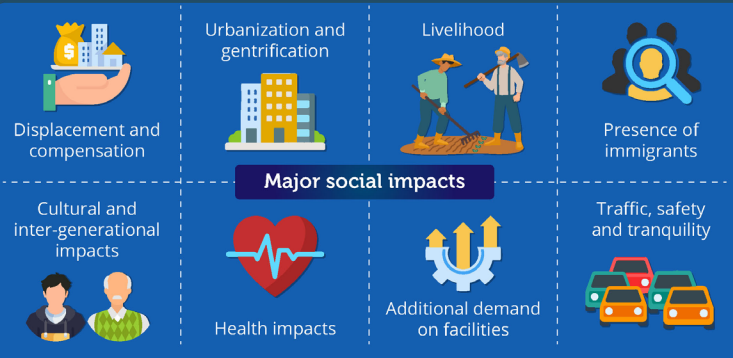 Displacement and
compensation
Urbanization and
gentrification
Livelihood
Presence of
immigrants
Major social impacts
Cultural and
inter-generational
impacts
Health impacts
Additional demand
on facilities
Traffic, safety
and tranquility